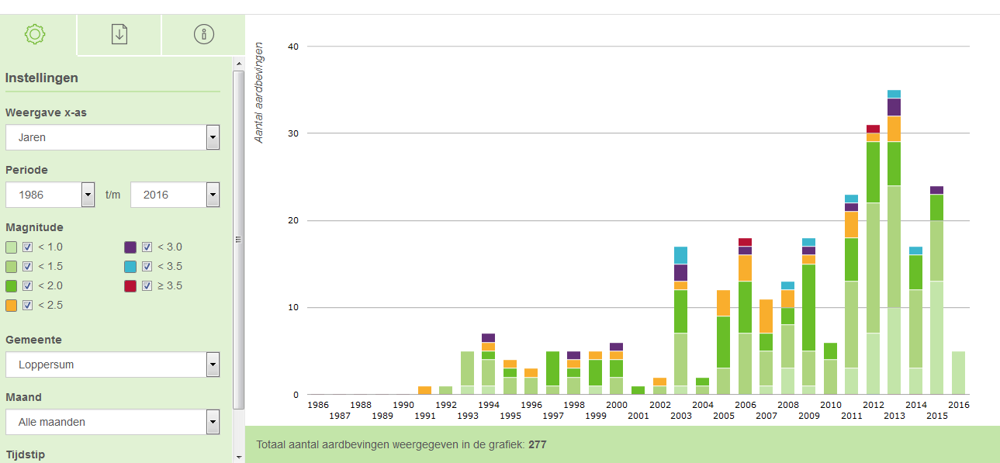 Instellingen
Weergave x-as
Jaren
Periode
1986 t/m 2016
Magnitude
< 1.0 < 3.0
< 1.5 < 3.5
< 2.0 ≥ 3.5
< 2.5
Gemeente
Loppersum
Maand
Alle maanden
Tijdstip
Aantal aardbevingen
40
30
20
10
0
1986 1988 1990 1992 1994 1996 1998 2000 2002 2004 2006 2008 2010 2012 2014 2016
1987 1989 1991 1993 1995 1997 1999 2001 2003 2005 2007 2009 2011 2013 2015
Totaal aantal aardbevingen weergegeven in de grafiek: 277